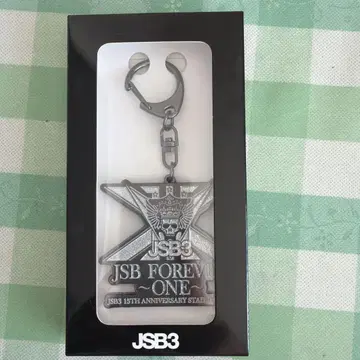 JSB3
JSB FOREV
～ONE～
JSB3 15TH ANNIVERSARY STA
JSB3